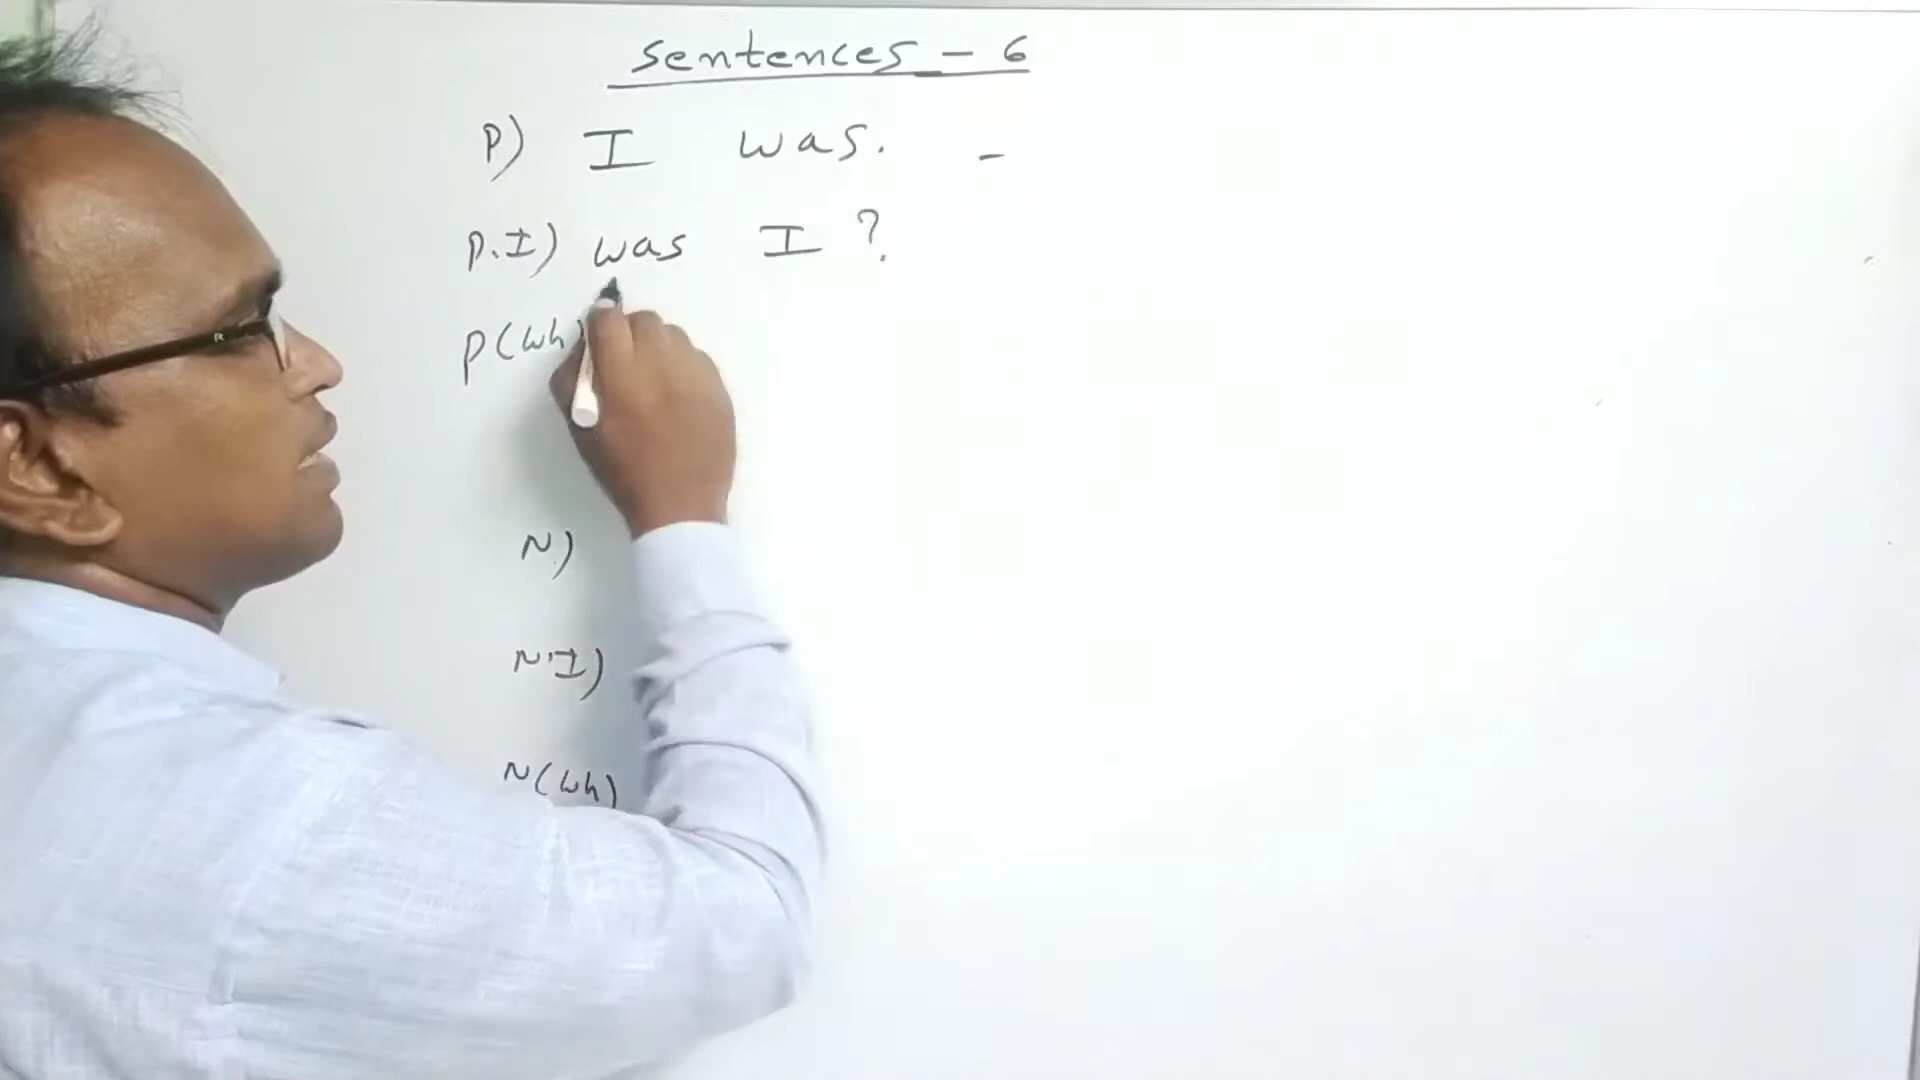 Sentences - 6
P) I was. -
P.I) was I ?
P(wh)
N)
N.I)
N(wh)